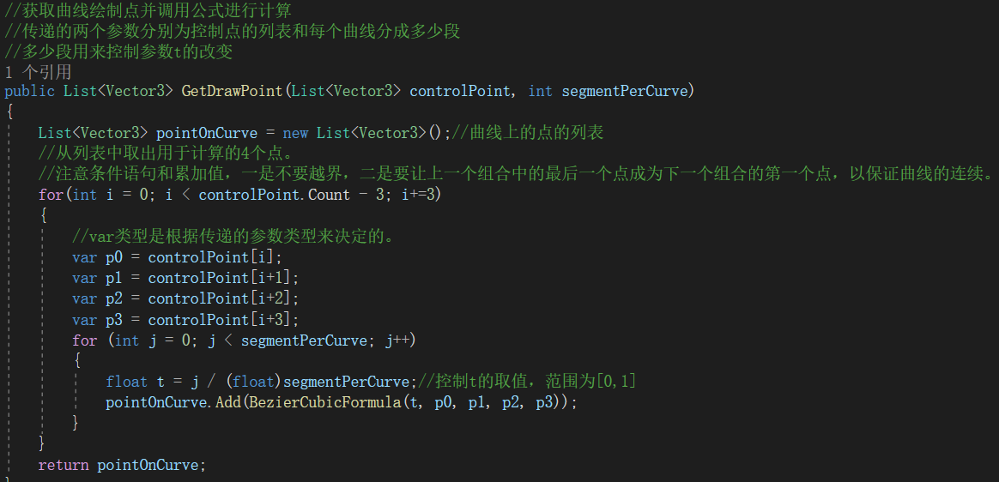 //获取曲线绘制点并调用公式进行计算
//传递的两个参数分别为控制点的列表和每个曲线分成多少段
//多少段用来控制参数t的改变
1 个引用
public List<Vector3> GetDrawPoint(List<Vector3> controlPoint, int segmentPerCurve)
{
List<Vector3> pointOnCurve = new List<Vector3>();//曲线上的点的列表
//从列表中取出用于计算的4个点。
//注意条件语句和累加值，一是不要越界，二是要让上一个组合中的最后一个点成为下一个组合的第一个点，以保证曲线的连续。
for(int i = 0; i < controlPoint.Count - 3; i+=3)
{
//var类型是根据传递的参数类型来决定的。
var p0 = controlPoint[i];
var p1 = controlPoint[i+1];
var p2 = controlPoint[i+2];
var p3 = controlPoint[i+3];
for (int j = 0; j < segmentPerCurve; j++)
{
float t = j / (float)segmentPerCurve;//控制t的取值，范围为[0,1]
pointOnCurve.Add(BezierCubicFormula(t, p0, p1, p2, p3));
}
}
return pointOnCurve;